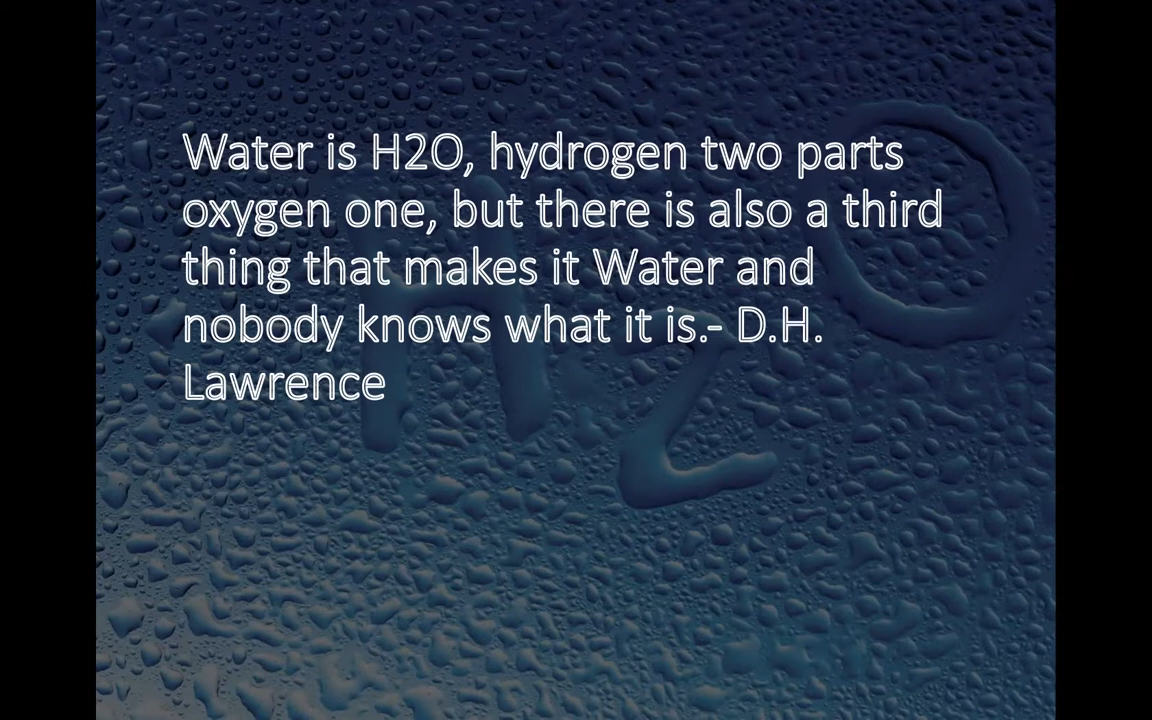 Water is H2O, hydrogen two parts
oxygen one, but there is also a third
thing that makes it Water and
nobody knows what it is.- D.H.
Lawrence
H2O